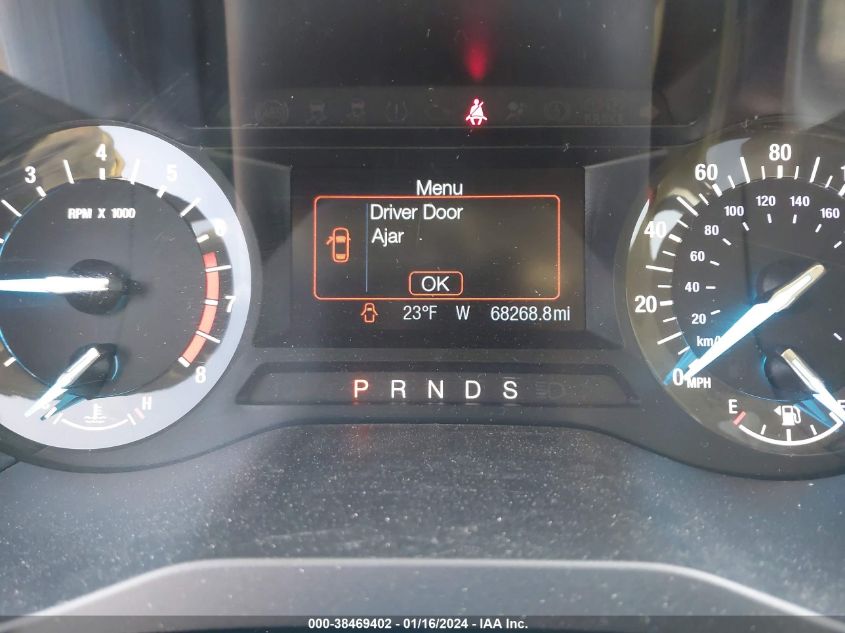 Menu
Driver Door
Ajar
OK
23°F W 68268.8mi
P R N D S
3 4 5 6 7 8
RPM X 1000
H
0 20 40 60 80
MPH
20 40 60 80 100 120 140 160
km/
E
000-38469402 - 01/16/2024 - IAA Inc.